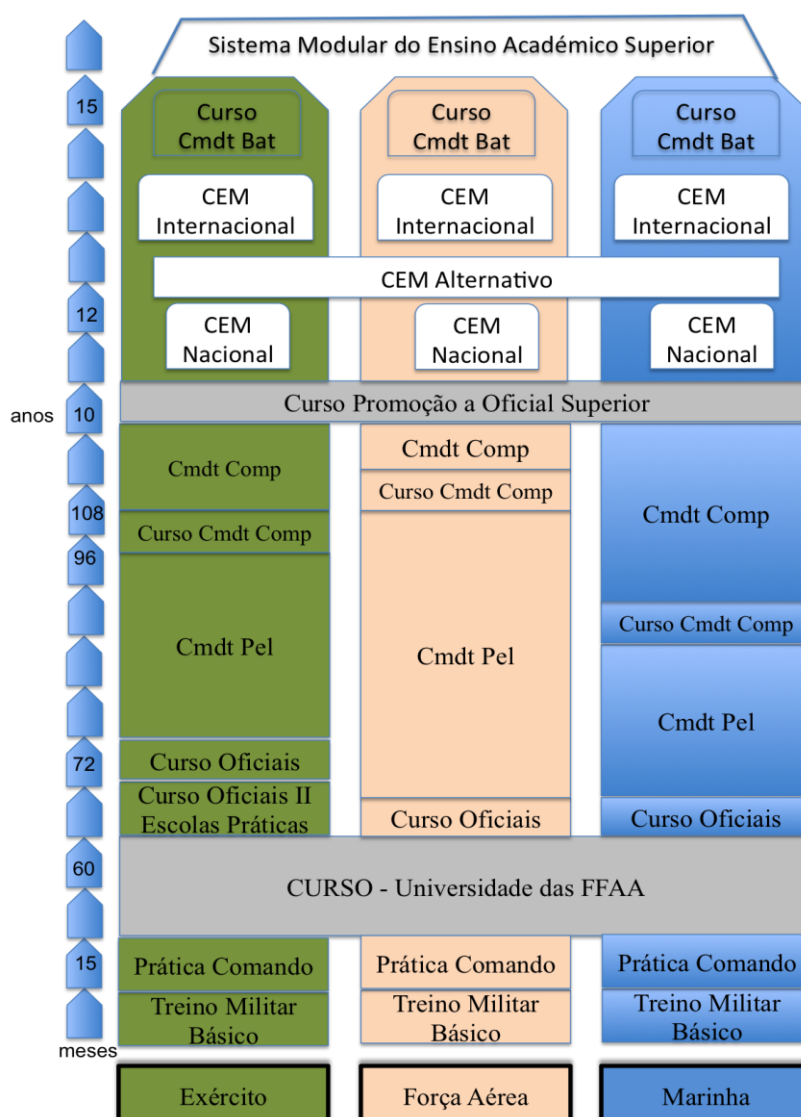 Sistema Modular do Ensino Académico Superior
15
Curso
Cmdt Bat
Curso
Cmdt Bat
Curso
Cmdt Bat
CEM
Internacional
CEM
Internacional
CEM
Internacional
CEM Alternativo
12
CEM
Nacional
CEM
Nacional
CEM
Nacional
anos
10
Curso Promoção a Oficial Superior
Cmdt Comp
Cmdt Comp
Curso Cmdt Comp
Cmdt Comp
108
Curso Cmdt Comp
96
Cmdt Pel
Cmdt Pel
Curso Cmdt Comp
Cmdt Pel
72
Curso Oficiais
Curso Oficiais II
Escolas Práticas
Curso Oficiais
Curso Oficiais
60
CURSO - Universidade das FFAA
15
Prática Comando
Prática Comando
Prática Comando
Treino Militar
Básico
Treino Militar
Básico
Treino Militar
Básico
meses
Exército
Força Aérea
Marinha